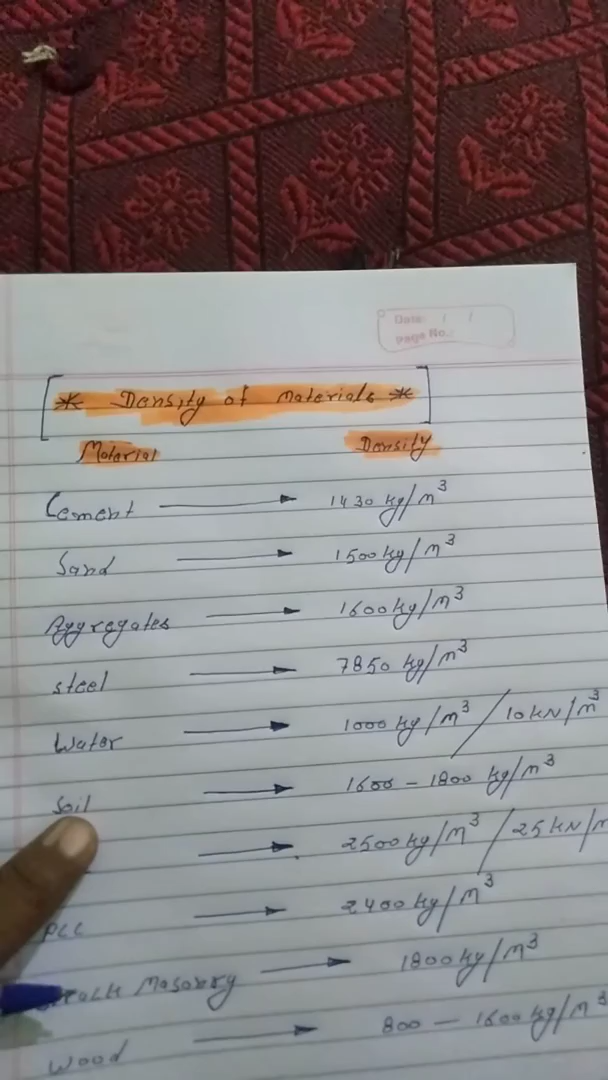 Date: / /
Page No.:
* Density of Materials *
Material Density
Cement → 1430 kg/m³
Sand → 1500 kg/m³
Aggregates → 1600 kg/m³
Steel → 7850 kg/m³
Water → 1000 kg/m³ / 10 kN/m³
Soil → 1600 - 1800 kg/m³
→ 2500 kg/m³ / 25 kN/m
PCC → 2400 kg/m³
Masonry → 1800 kg/m³
Wood → 800 - 1600 kg/m³